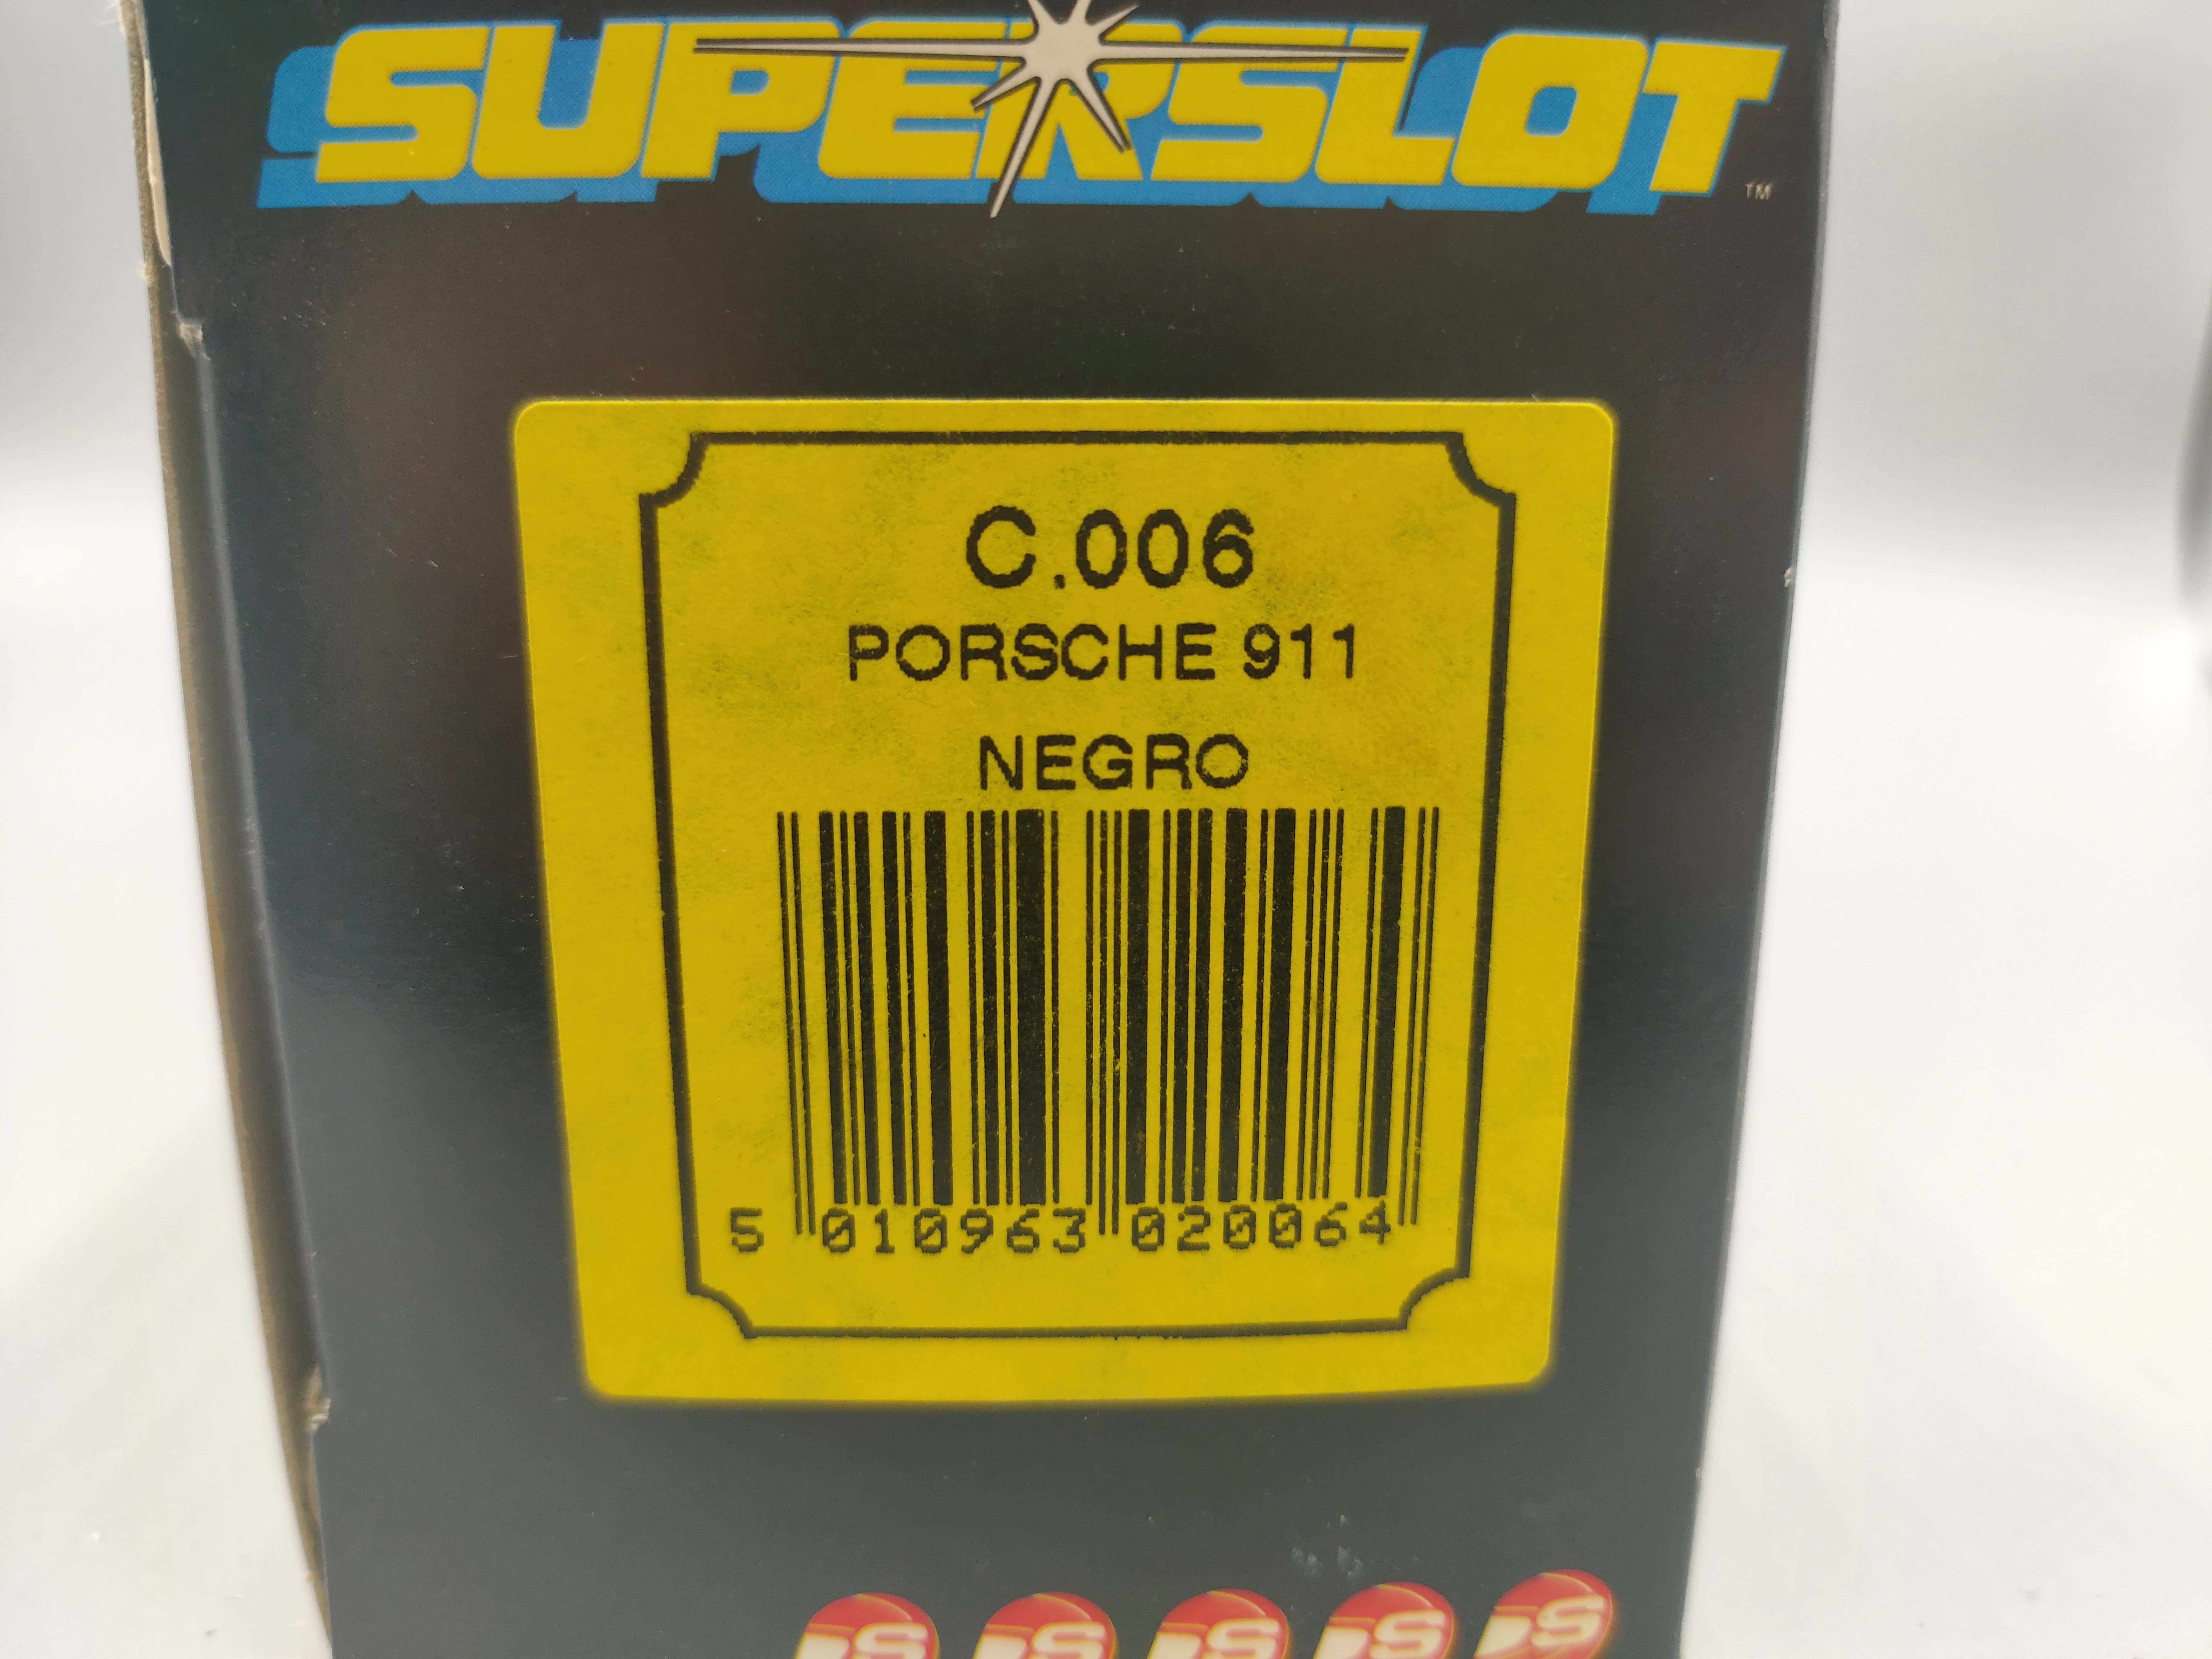 SUPERSLOT
TM
C.006
PORSCHE 911
NEGRO
5 010963 020064